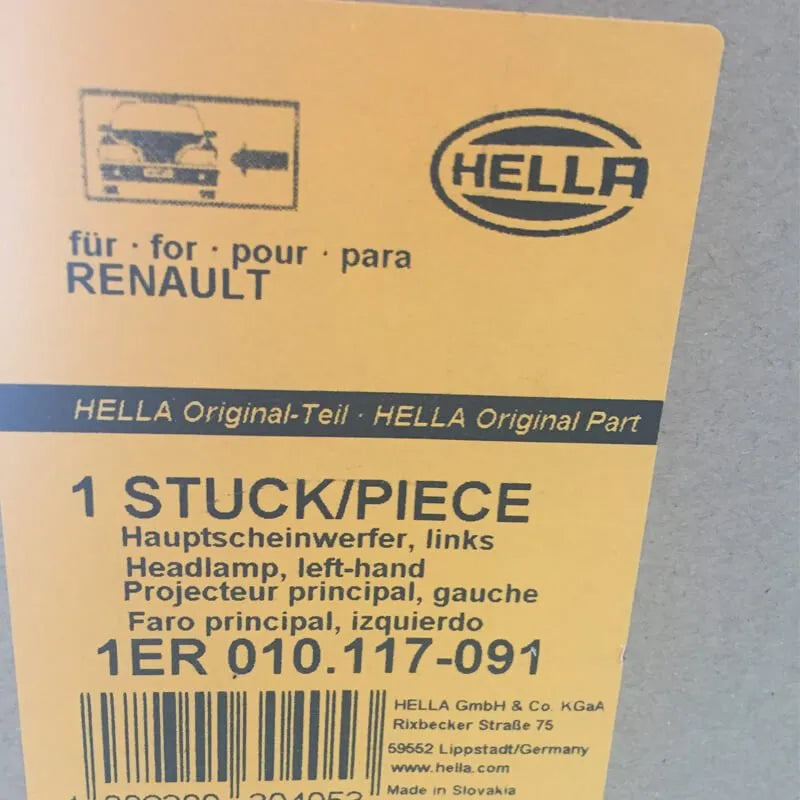 HELLA
für · for · pour · para
RENAULT
HELLA Original-Teil · HELLA Original Part
1 STUCK/PIECE
Hauptscheinwerfer, links
Headlamp, left-hand
Projecteur principal, gauche
Faro principal, izquierdo
1ER 010.117-091
HELLA GmbH & Co. KGaA
Rixbecker Straße 75
59552 Lippstadt/Germany
www.hella.com
Made in Slovakia